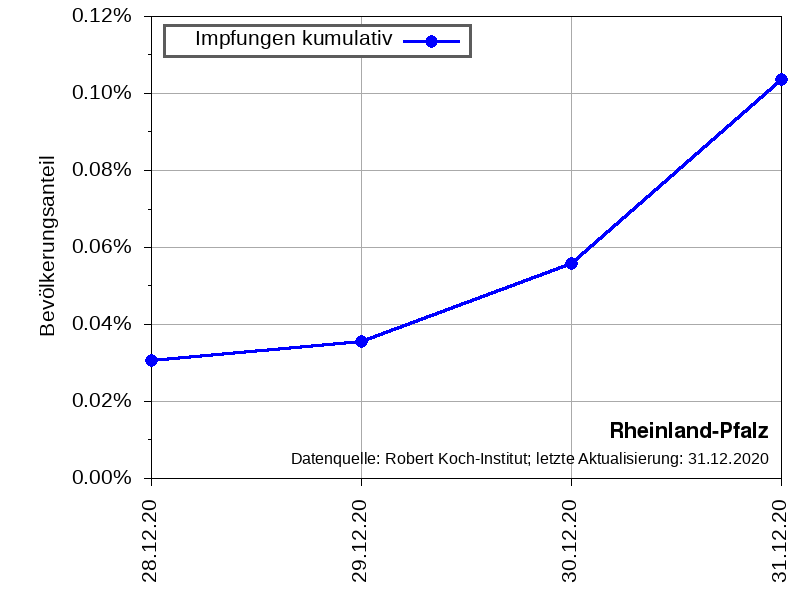 0.12%
Impfungen kumulativ
0.10%
0.08%
0.06%
0.04%
0.02%
0.00%
Bevölkerungsanteil
Rheinland-Pfalz
Datenquelle: Robert Koch-Institut; letzte Aktualisierung: 31.12.2020
28.12.20
29.12.20
30.12.20
31.12.20